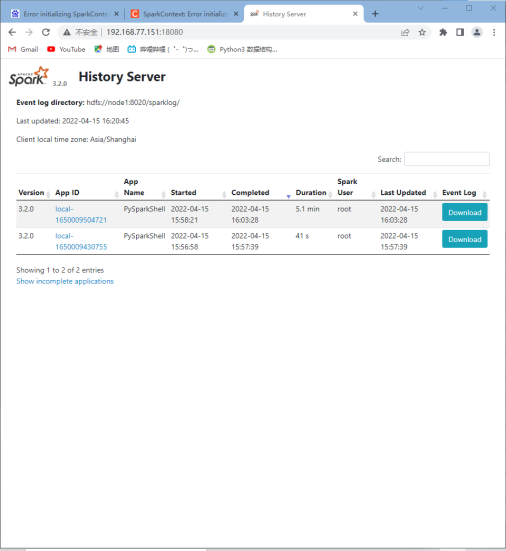 Error initializing SparkContext
SparkContext: Error initializi
History Server
不安全 192.168.77.151:18080
Gmail YouTube 地图 哔哩哔哩 ( ゜- ゜)つ... Python3 数据结构...
APACHE Spark 3.2.0 History Server
Event log directory: hdfs://node1:8020/sparklog/
Last updated: 2022-04-15 16:20:45
Client local time zone: Asia/Shanghai
Search:
Version App ID App Name Started Completed Duration Spark User Last Updated Event Log
3.2.0 local-1650009504721 PySparkShell 2022-04-15 15:58:21 2022-04-15 16:03:28 5.1 min root 2022-04-15 16:03:28 Download
3.2.0 local-1650009430755 PySparkShell 2022-04-15 15:56:58 2022-04-15 15:57:39 41 s root 2022-04-15 15:57:39 Download
Showing 1 to 2 of 2 entries
Show incomplete applications